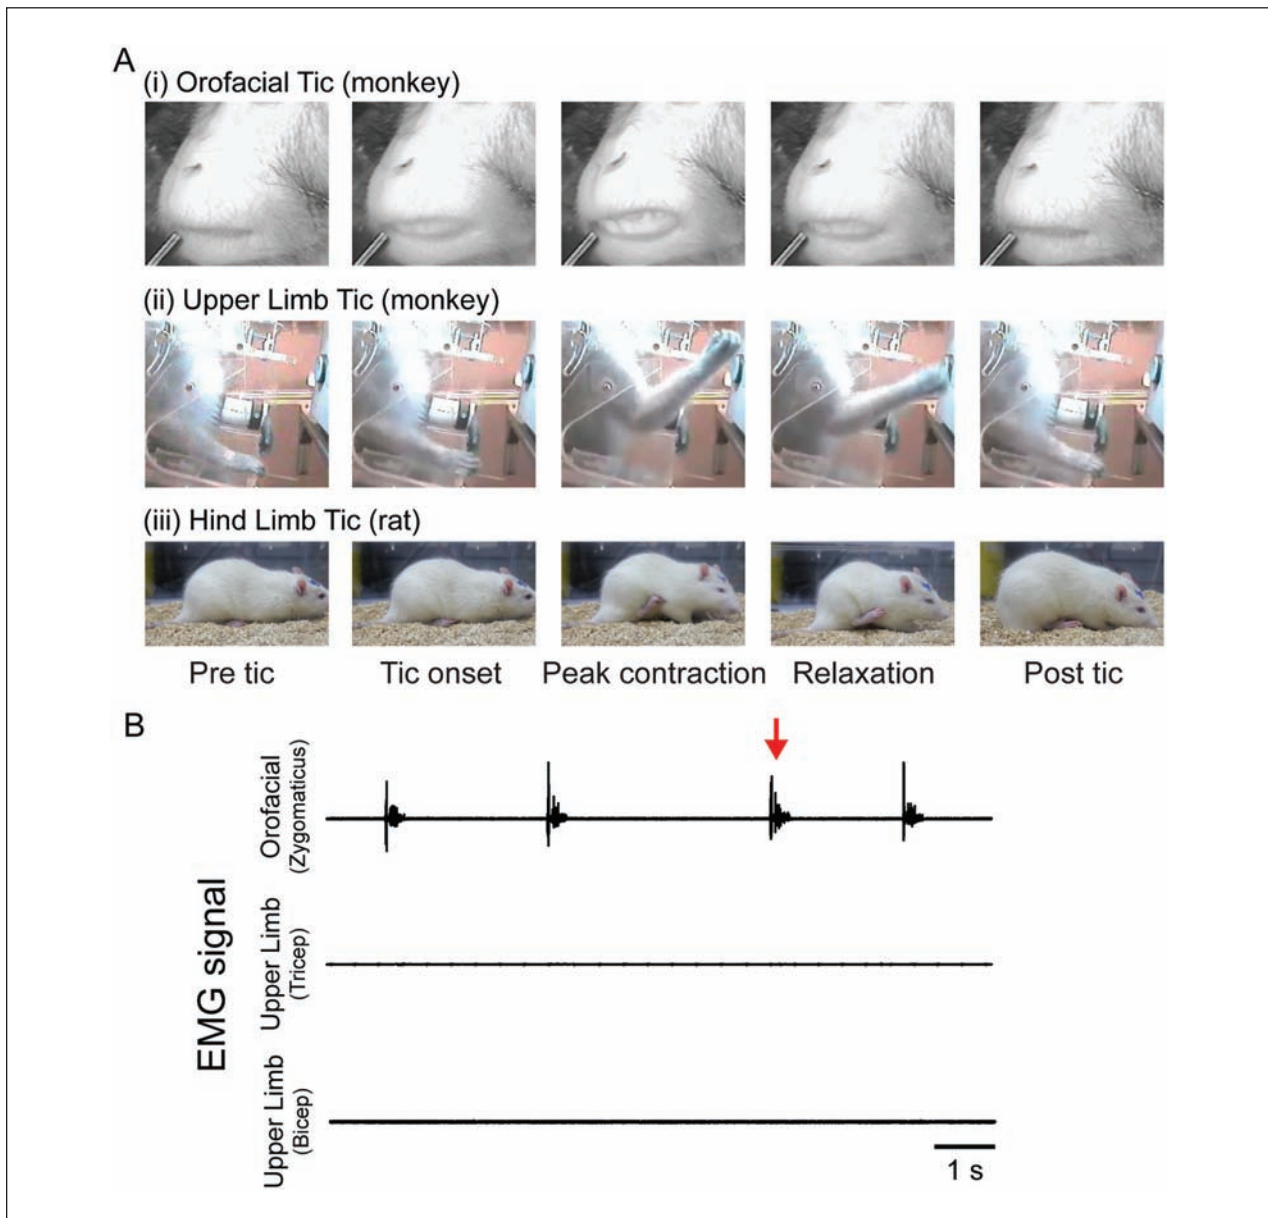 A
(i) Orofacial Tic (monkey)
(ii) Upper Limb Tic (monkey)
(iii) Hind Limb Tic (rat)
Pre tic
Tic onset
Peak contraction
Relaxation
Post tic
B
EMG signal
Orofacial
(Zygomaticus)
Upper Limb
(Tricep)
Upper Limb
(Bicep)
1 s